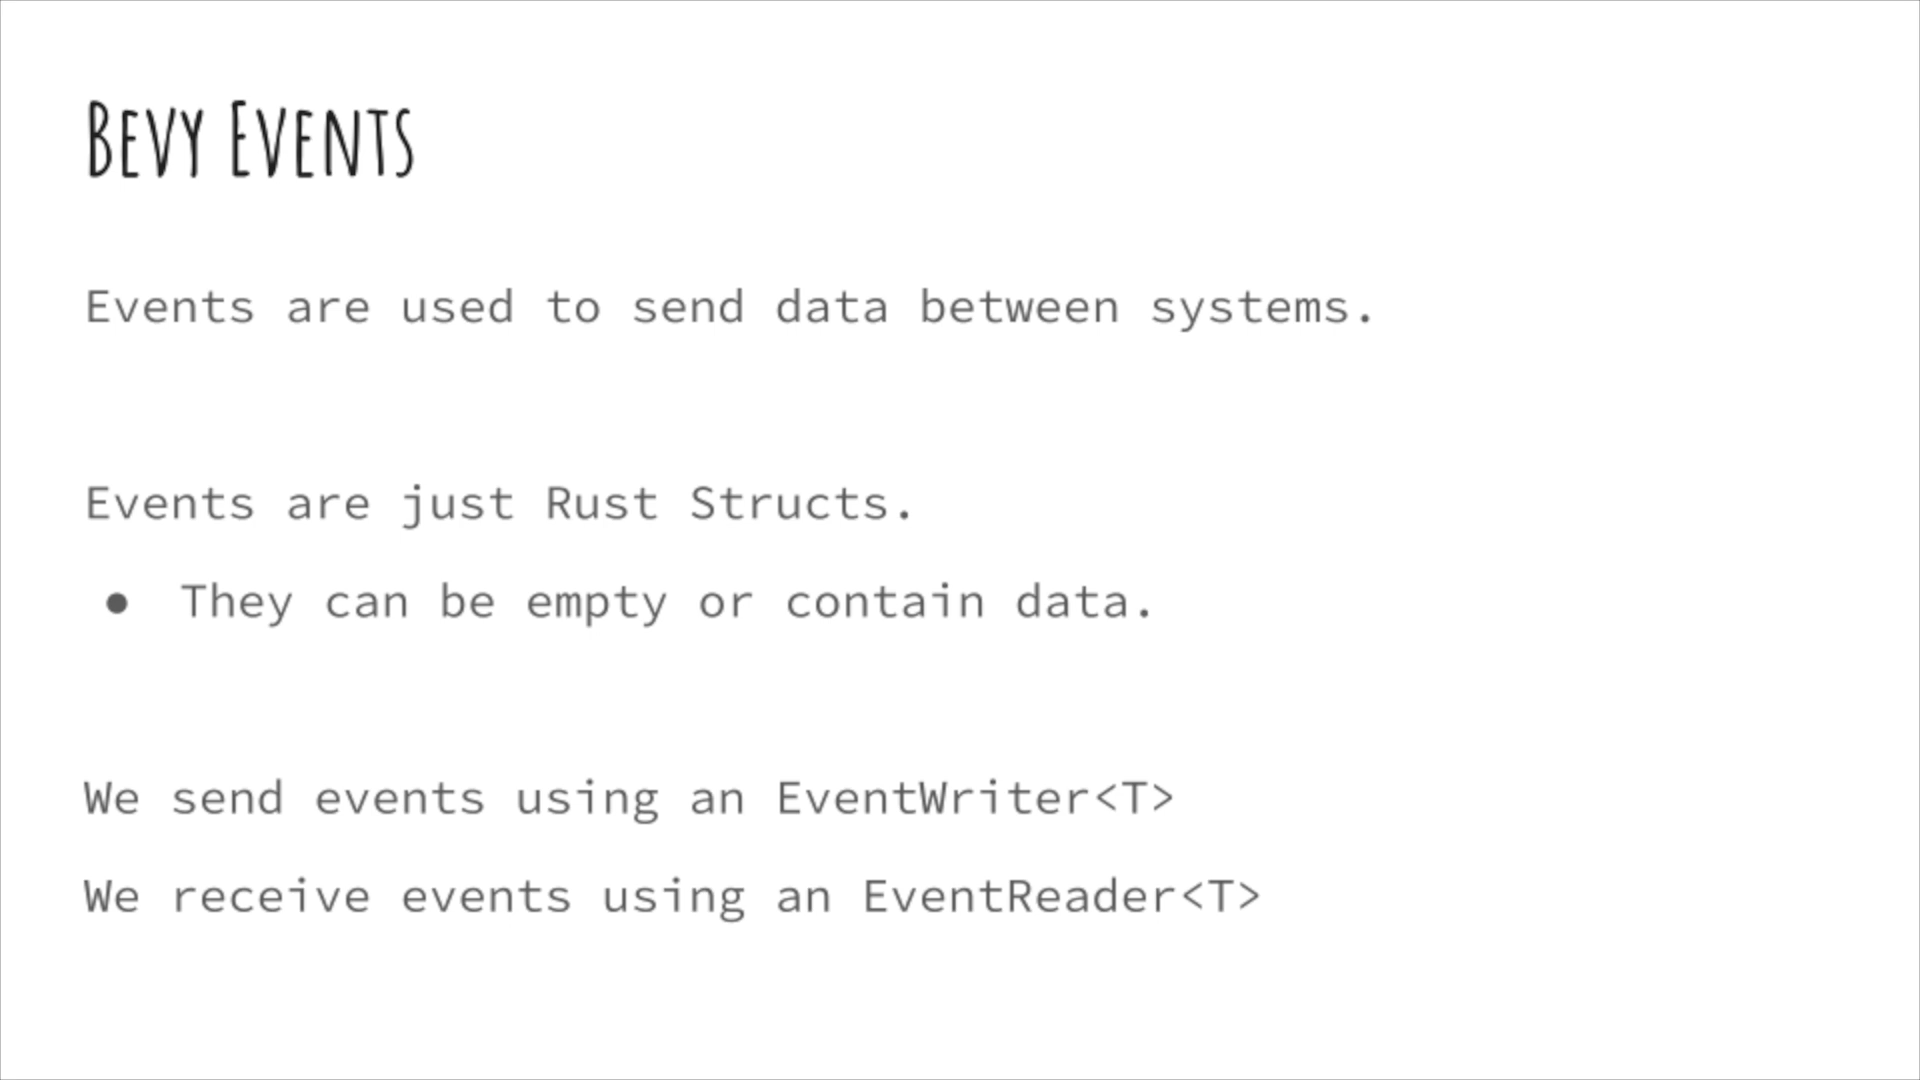 Bevy Events
Events are used to send data between systems.
Events are just Rust Structs.
● They can be empty or contain data.
We send events using an EventWriter<T>
We receive events using an EventReader<T>